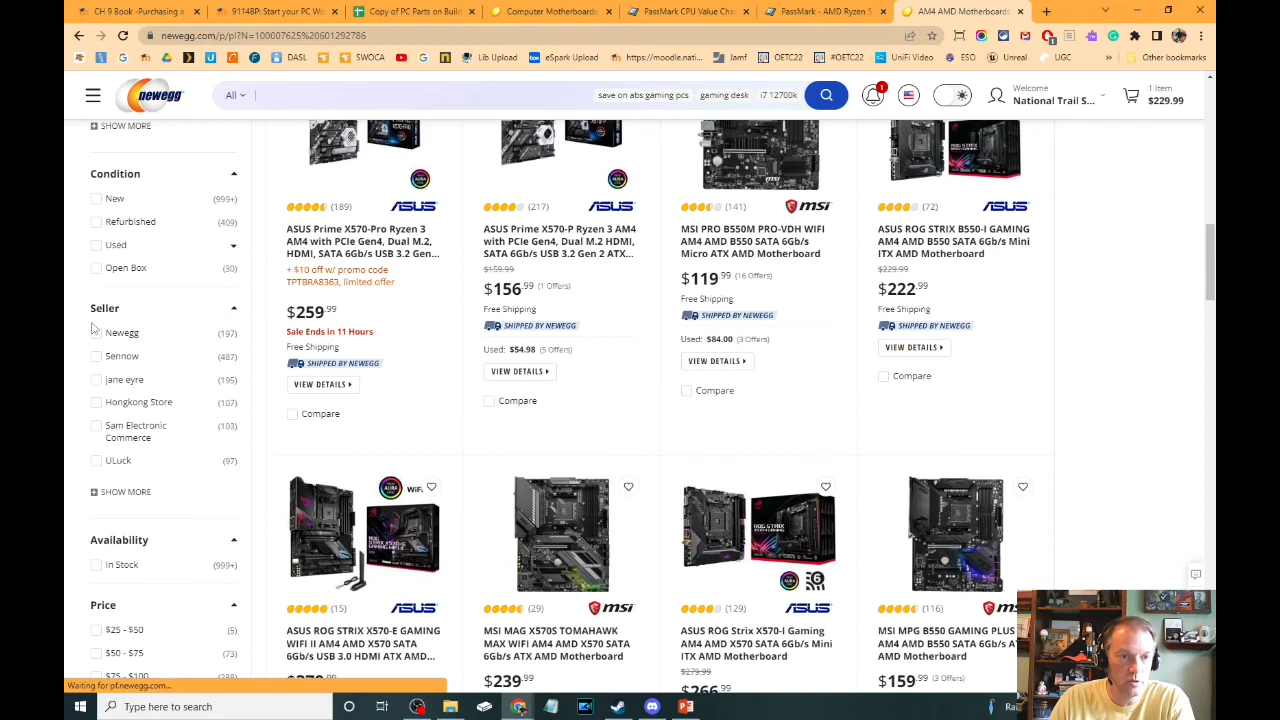 CH 9 Book -Purchasing a
9114BP: Start your PC Wo
Copy of PC Parts on Build
Computer Motherboards
PassMark CPU Value Char
PassMark - AMD Ryzen 5
AM4 AMD Motherboards
newegg.com/p/pl?N=100007625%20601292786
DASL
SWOCA
Lib Upload
eSpark Upload
https://moodle.nati...
Jamf
OETC22
#OETC22
UniFi Video
ESO
Unreal
UGC
Other bookmarks
newegg
All
save on abs gaming pcs
gaming desk
i7 12700k
1
Welcome
National Trail S...
1 Item
$229.99
SHOW MORE
Condition
New (999+)
Refurbished (409)
Used
Open Box (30)
Seller
Newegg (197)
Sennow (487)
jane eyre (195)
Hongkong Store (107)
Sam Electronic Commerce (103)
ULuck (97)
SHOW MORE
Availability
In Stock (999+)
Price
$25 - $50 (5)
$50 - $75 (73)
$75 - $100 (288)
(189) ASUS
ASUS Prime X570-Pro Ryzen 3
AM4 with PCIe Gen4, Dual M.2,
HDMI, SATA 6Gb/s USB 3.2 Gen...
+ $10 off w/ promo code
TPTBRA8363, limited offer
$259.99
Sale Ends in 11 Hours
Free Shipping
SHIPPED BY NEWEGG
VIEW DETAILS
Compare
(217) ASUS
ASUS Prime X570-P Ryzen 3 AM4
with PCIe Gen4, Dual M.2 HDMI,
SATA 6Gb/s USB 3.2 Gen 2 ATX...
$159.99
$156.99 (1 Offers)
Free Shipping
SHIPPED BY NEWEGG
Used: $54.98 (5 Offers)
VIEW DETAILS
Compare
(141) msi
MSI PRO B550M PRO-VDH WIFI
AM4 AMD B550 SATA 6Gb/s
Micro ATX AMD Motherboard
$119.99 (16 Offers)
Free Shipping
SHIPPED BY NEWEGG
Used: $84.00 (3 Offers)
VIEW DETAILS
Compare
(72) ASUS
ASUS ROG STRIX B550-I GAMING
AM4 AMD B550 SATA 6Gb/s Mini
ITX AMD Motherboard
$229.99
$222.99
Free Shipping
SHIPPED BY NEWEGG
VIEW DETAILS
Compare
(15) ASUS
ASUS ROG STRIX X570-E GAMING
WIFI II AM4 AMD X570 SATA
6Gb/s USB 3.0 HDMI ATX AMD...
(29) msi
MSI MAG X570S TOMAHAWK
MAX WIFI AM4 AMD X570 SATA
6Gb/s ATX AMD Motherboard
$239.99
(129) ASUS
ASUS ROG Strix X570-I Gaming
AM4 AMD X570 SATA 6Gb/s Mini
ITX AMD Motherboard
$279.99
$266.99
(116)
MSI MPG B550 GAMING PLUS
AM4 AMD B550 SATA 6Gb/s
AMD Motherboard
$159.99 (3 Offers)
Waiting for pf.newegg.com...
Type here to search